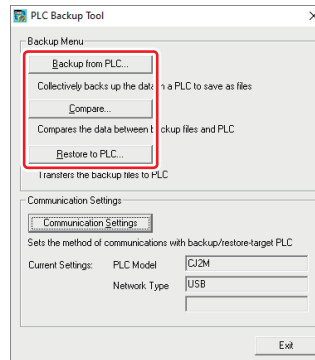 PLC Backup Tool
Backup Menu
Backup from PLC...
Collectively backs up the data in a PLC to save as files
Compare...
Compares the data between backup files and PLC
Restore to PLC...
Transfers the backup files to PLC
Communication Settings
Communication Settings
Sets the method of communications with backup/restore-target PLC
Current Settings: PLC Model CJ2M
Network Type USB
Exit